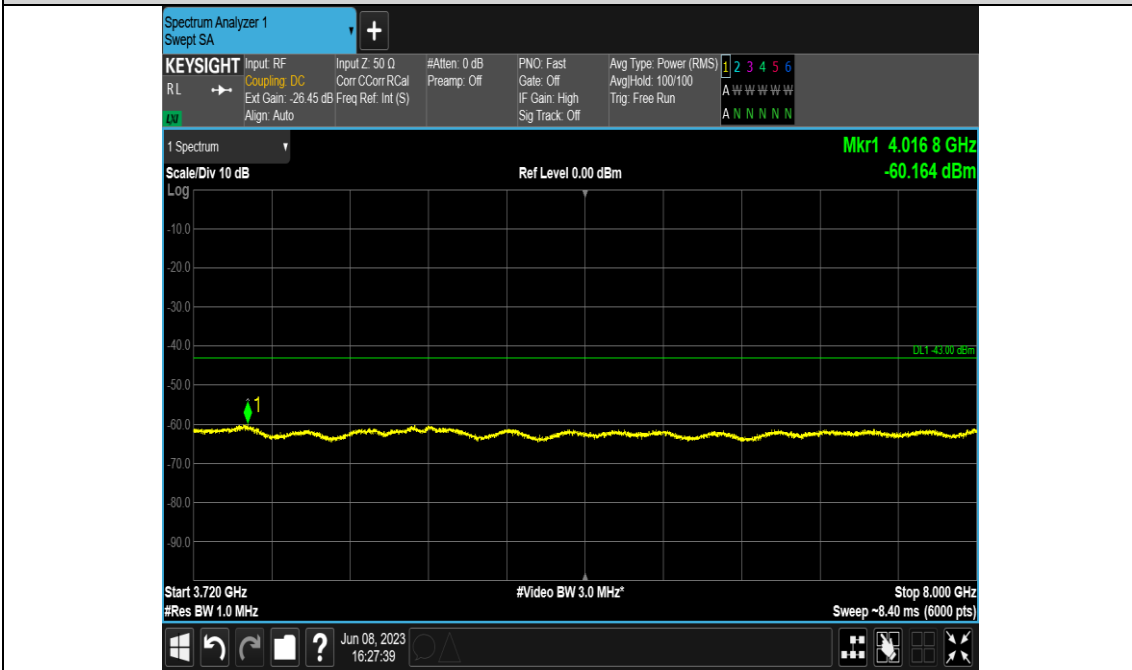 Spectrum Analyzer 1
Swept SA
+
KEYSIGHT Input: RF Input Z: 50 Ω #Atten: 0 dB PNO: Fast Avg Type: Power (RMS) 1 2 3 4 5 6
RL Coupling: DC Corr CCorr RCal Preamp: Off Gate: Off Avg|Hold: 100/100 A W W W W W
Ext Gain: -26.45 dB Freq Ref: Int (S) IF Gain: High Trig: Free Run
LXI Align: Auto Sig Track: Off A N N N N N
1 Spectrum Mkr1 4.016 8 GHz
Scale/Div 10 dB Ref Level 0.00 dBm -60.164 dBm
Log
-10.0
-20.0
-30.0
-40.0
DL1 -43.00 dBm
-50.0
1
-60.0
-70.0
-80.0
-90.0
Start 3.720 GHz #Video BW 3.0 MHz* Stop 8.000 GHz
#Res BW 1.0 MHz Sweep ~8.40 ms (6000 pts)
? Jun 08, 2023
16:27:39